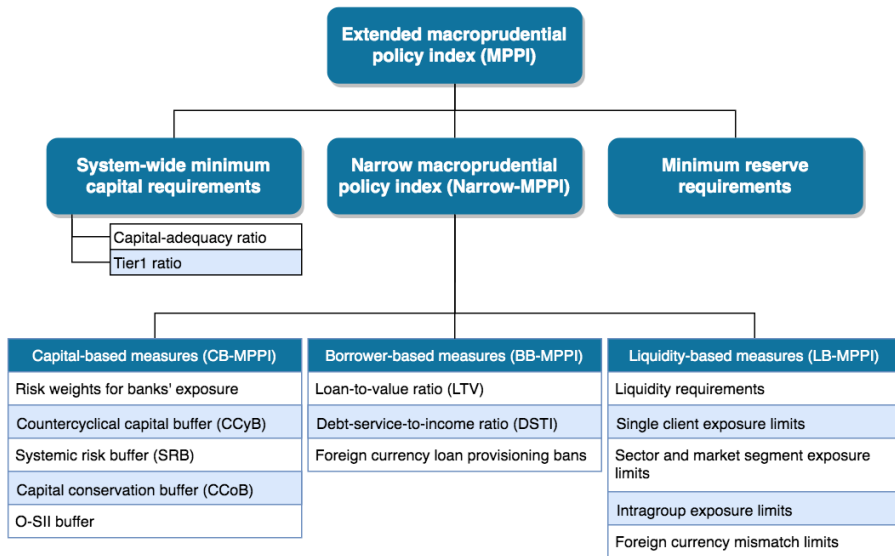 Extended macroprudential
policy index (MPPI)
System-wide minimum
capital requirements
Narrow macroprudential
policy index (Narrow-MPPI)
Minimum reserve
requirements
Capital-adequacy ratio
Tier1 ratio
Capital-based measures (CB-MPPI)
Risk weights for banks' exposure
Countercyclical capital buffer (CCyB)
Systemic risk buffer (SRB)
Capital conservation buffer (CCoB)
O-SII buffer
Borrower-based measures (BB-MPPI)
Loan-to-value ratio (LTV)
Debt-service-to-income ratio (DSTI)
Foreign currency loan provisioning bans
Liquidity-based measures (LB-MPPI)
Liquidity requirements
Single client exposure limits
Sector and market segment exposure
limits
Intragroup exposure limits
Foreign currency mismatch limits